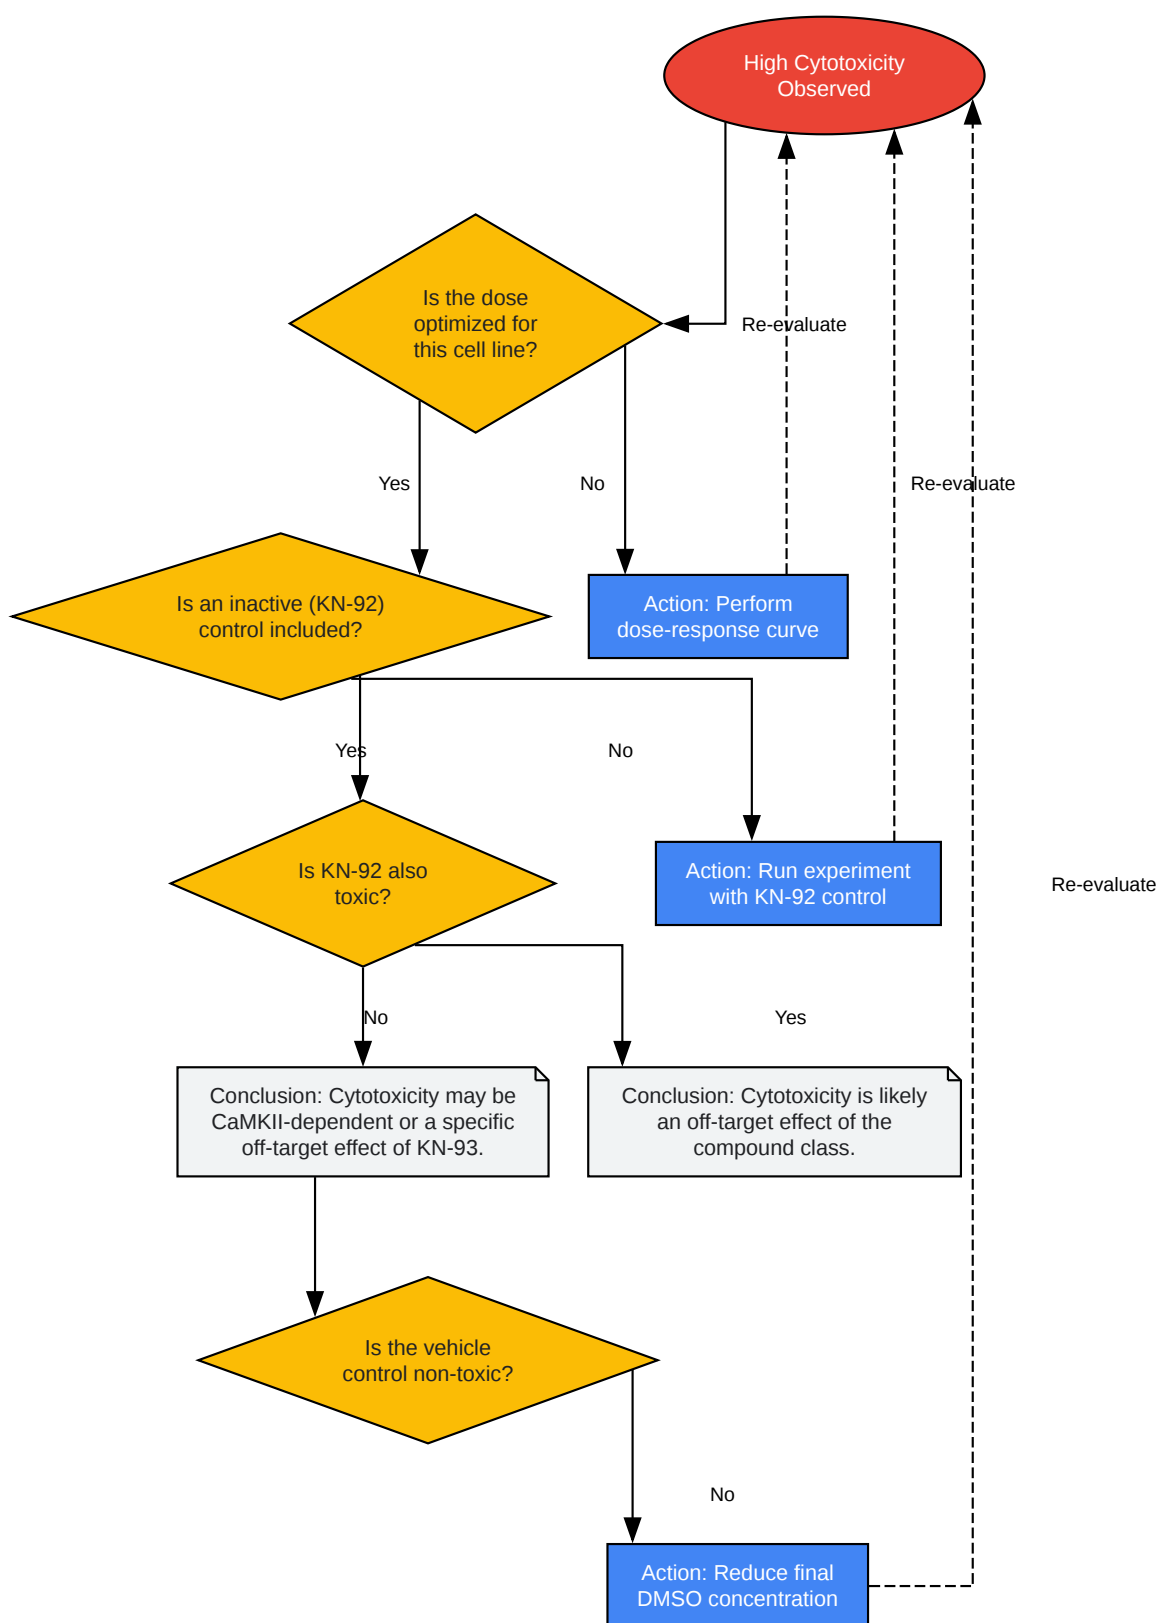 High Cytotoxicity
Observed
Is the dose
optimized for
this cell line?
Re-evaluate
Yes
No
Re-evaluate
Is an inactive (KN-92)
control included?
Action: Perform
dose-response curve
Yes
No
Is KN-92 also
toxic?
Action: Run experiment
with KN-92 control
Re-evaluate
No
Yes
Conclusion: Cytotoxicity may be
CaMKII-dependent or a specific
off-target effect of KN-93.
Conclusion: Cytotoxicity is likely
an off-target effect of the
compound class.
Is the vehicle
control non-toxic?
No
Action: Reduce final
DMSO concentration